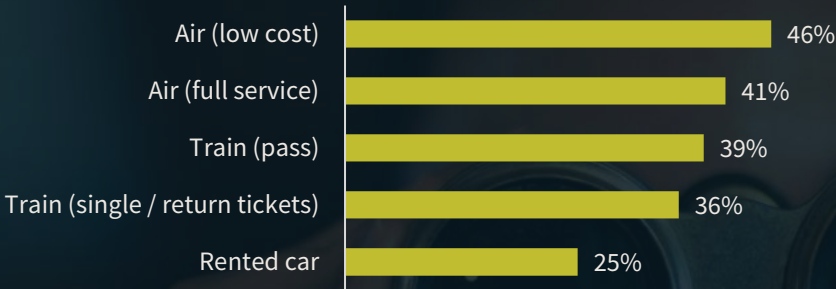 Air (low cost) 46%
Air (full service) 41%
Train (pass) 39%
Train (single / return tickets) 36%
Rented car 25%